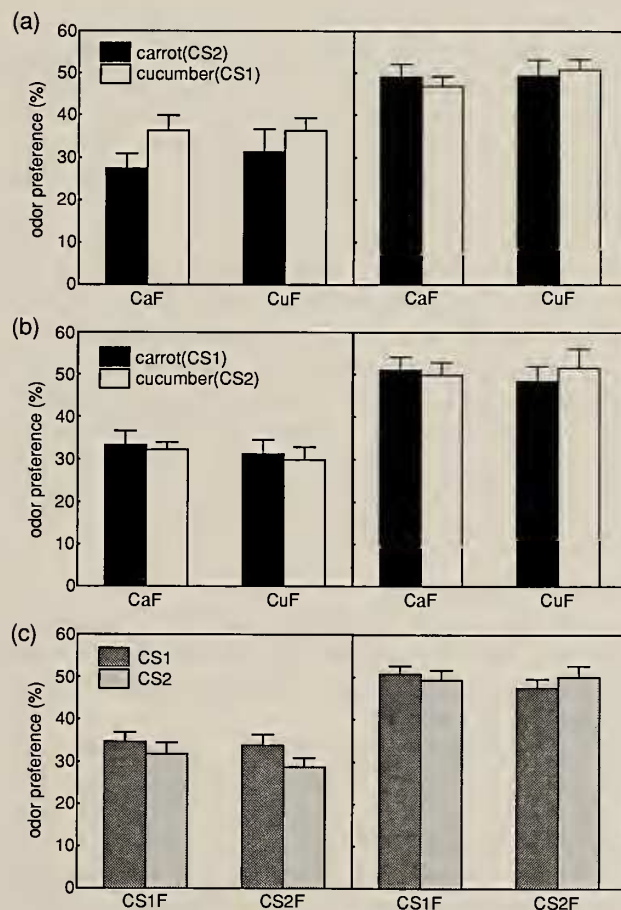 (a)
60
50
40
30
20
10
0
odor preference (%)
carrot(CS2)
cucumber(CS1)
CaF CuF CaF CuF
(b)
60
50
40
30
20
10
0
odor preference (%)
carrot(CS1)
cucumber(CS2)
CaF CuF CaF CuF
(c)
60
50
40
30
20
10
0
odor preference (%)
CS1
CS2
CS1F CS2F CS1F CS2F